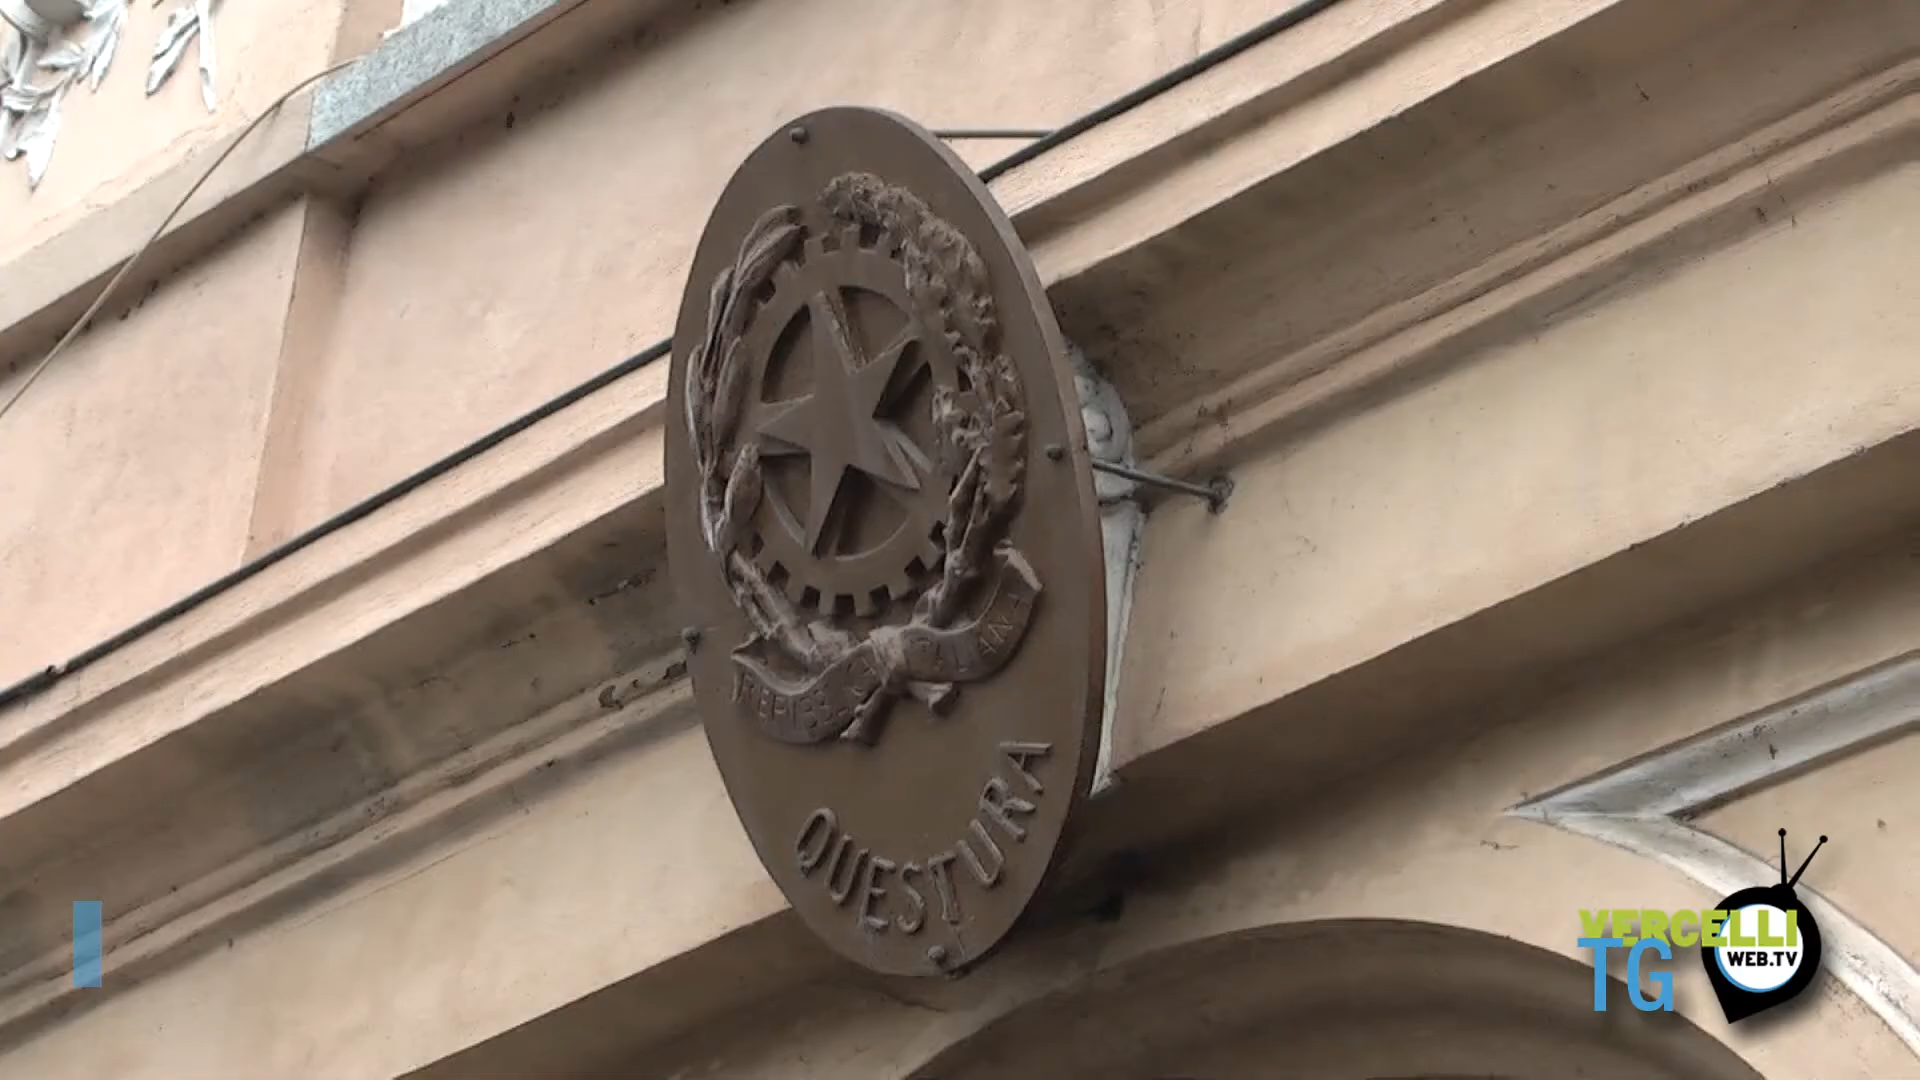 REPUBBLICA ITALIANA
QUESTURA
VERCELLI
WEB.TV
TG